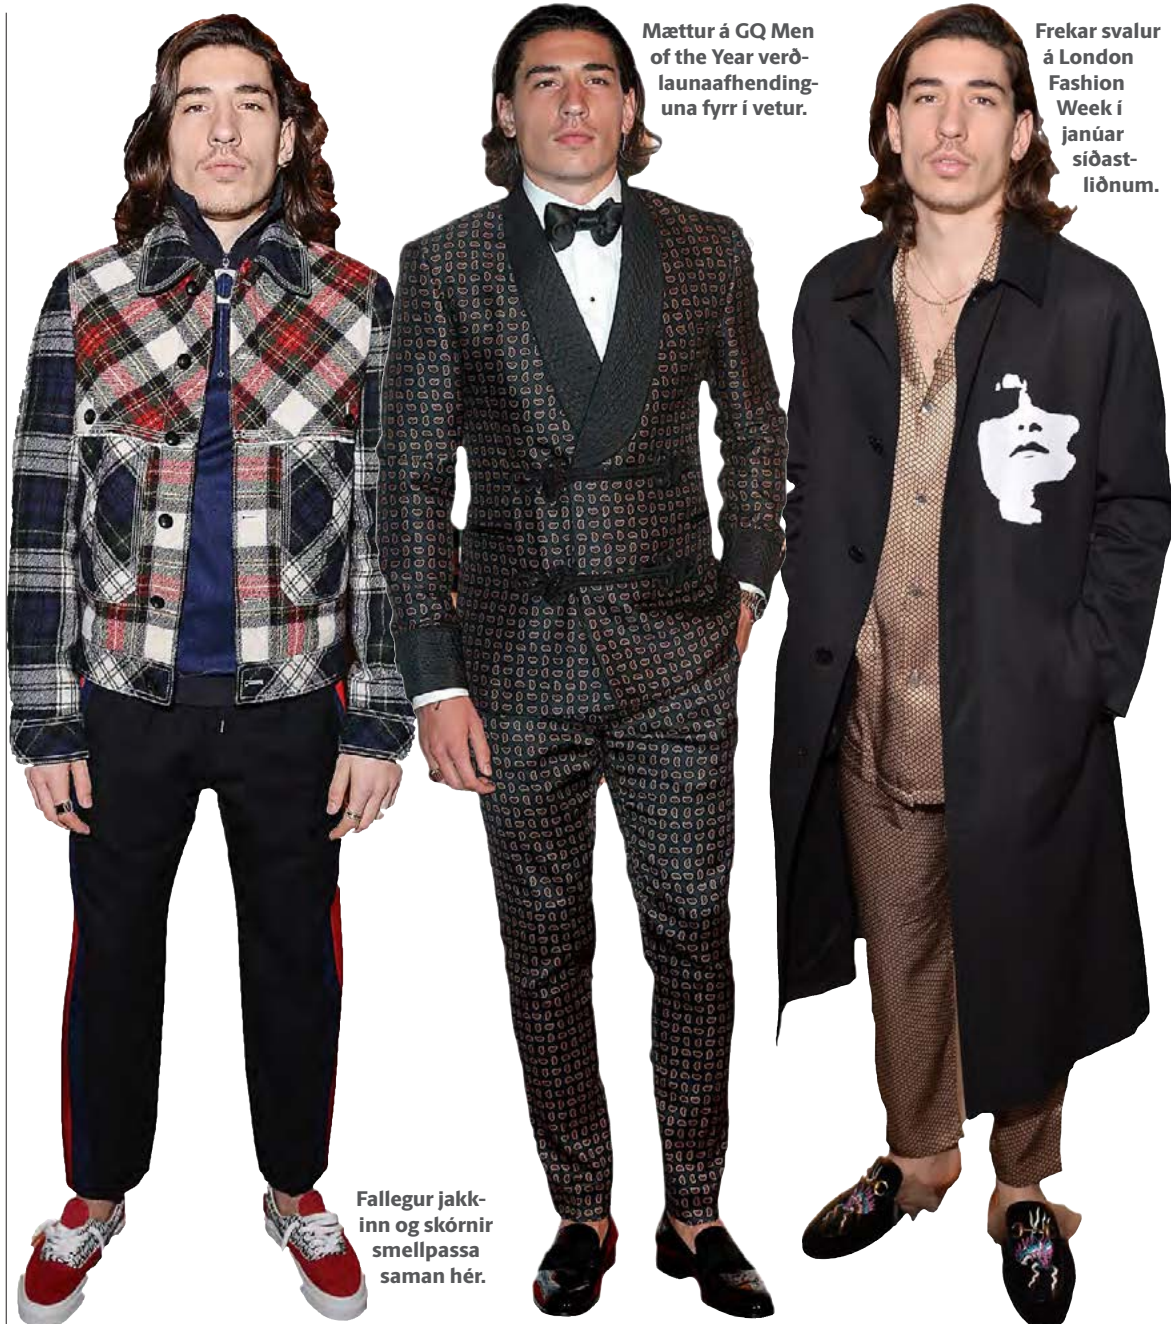 Mættur á GQ Men
of the Year verð-
launaafhending-
una fyrr í vetur.
Frekar svalur
á London
Fashion
Week í
janúar
síðast-
liðnum.
Fallegur jakk-
inn og skórnir
smellpassa
saman hér.